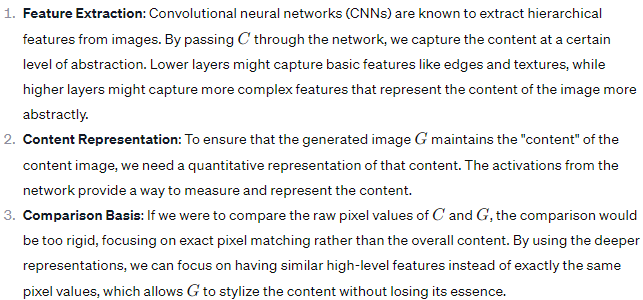 1. Feature Extraction: Convolutional neural networks (CNNs) are known to extract hierarchical
features from images. By passing C through the network, we capture the content at a certain
level of abstraction. Lower layers might capture basic features like edges and textures, while
higher layers might capture more complex features that represent the content of the image more
abstractly.
2. Content Representation: To ensure that the generated image G maintains the "content" of the
content image, we need a quantitative representation of that content. The activations from the
network provide a way to measure and represent the content.
3. Comparison Basis: If we were to compare the raw pixel values of C and G, the comparison would
be too rigid, focusing on exact pixel matching rather than the overall content. By using the deeper
representations, we can focus on having similar high-level features instead of exactly the same
pixel values, which allows G to stylize the content without losing its essence.